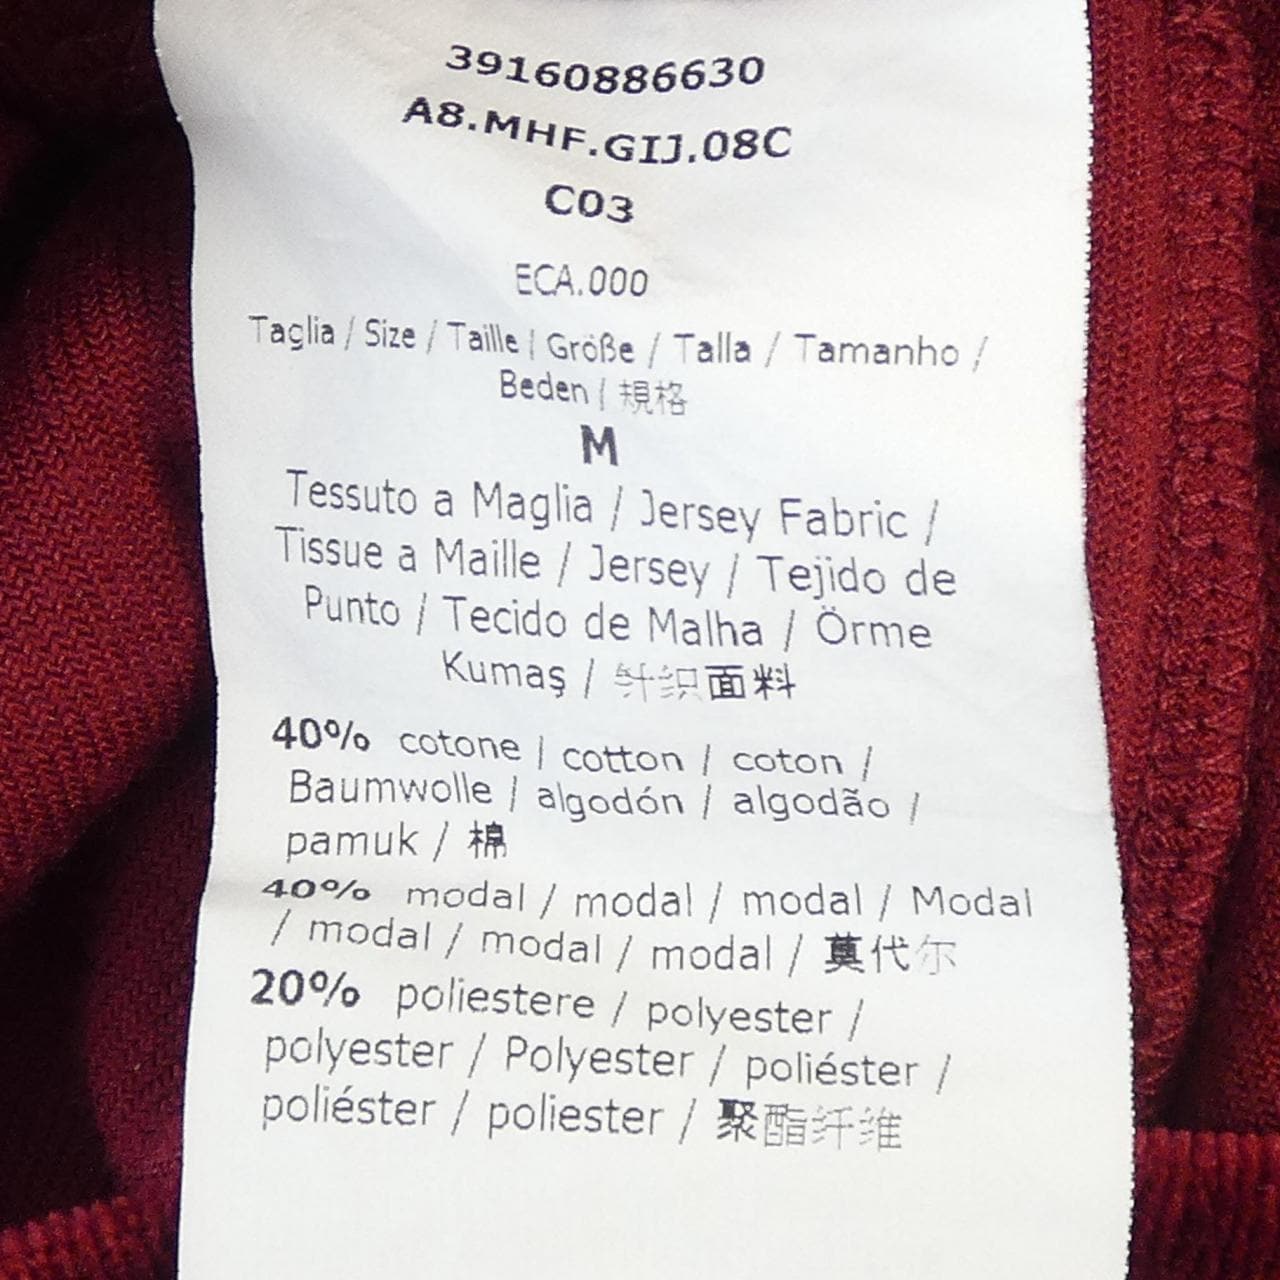 39160886630
A8.MHF.GIJ.08C
C03
ECA.000
Taglia / Size / Taille / Größe / Talla / Tamanho /
Beden / 規格
M
Tessuto a Maglia / Jersey Fabric /
Tissue a Maille / Jersey / Tejido de
Punto / Tecido de Malha / Örme
Kumaş / 针织面料
40% cotone / cotton / coton /
Baumwolle / algodón / algodão /
pamuk / 棉
40% modal / modal / modal / Modal
/ modal / modal / modal / 莫代尔
20% poliestere / polyester /
polyester / Polyester / poliéster /
poliéster / poliester / 聚酯纤维